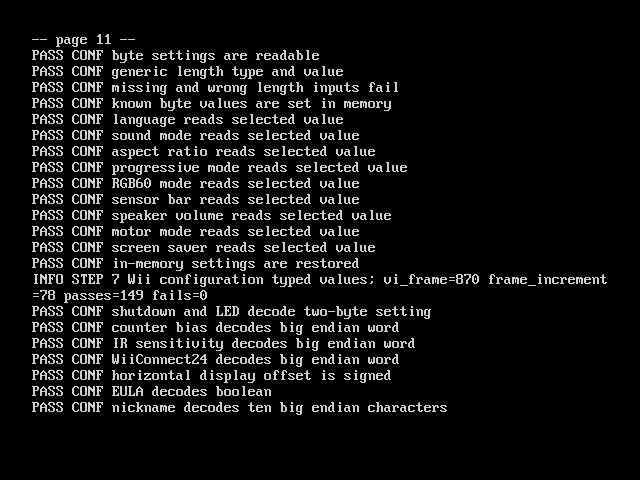 -- page 11 --
PASS CONF byte settings are readable
PASS CONF generic length type and value
PASS CONF missing and wrong length inputs fail
PASS CONF known byte values are set in memory
PASS CONF language reads selected value
PASS CONF sound mode reads selected value
PASS CONF aspect ratio reads selected value
PASS CONF progressive mode reads selected value
PASS CONF RGB60 mode reads selected value
PASS CONF sensor bar reads selected value
PASS CONF speaker volume reads selected value
PASS CONF motor mode reads selected value
PASS CONF screen saver reads selected value
PASS CONF in-memory settings are restored
INFO STEP 7 Wii configuration typed values; vi_frame=870 frame_increment
=78 passes=149 fails=0
PASS CONF shutdown and LED decode two-byte setting
PASS CONF counter bias decodes big endian word
PASS CONF IR sensitivity decodes big endian word
PASS CONF WiiConnect24 decodes big endian word
PASS CONF horizontal display offset is signed
PASS CONF EULA decodes boolean
PASS CONF nickname decodes ten big endian characters